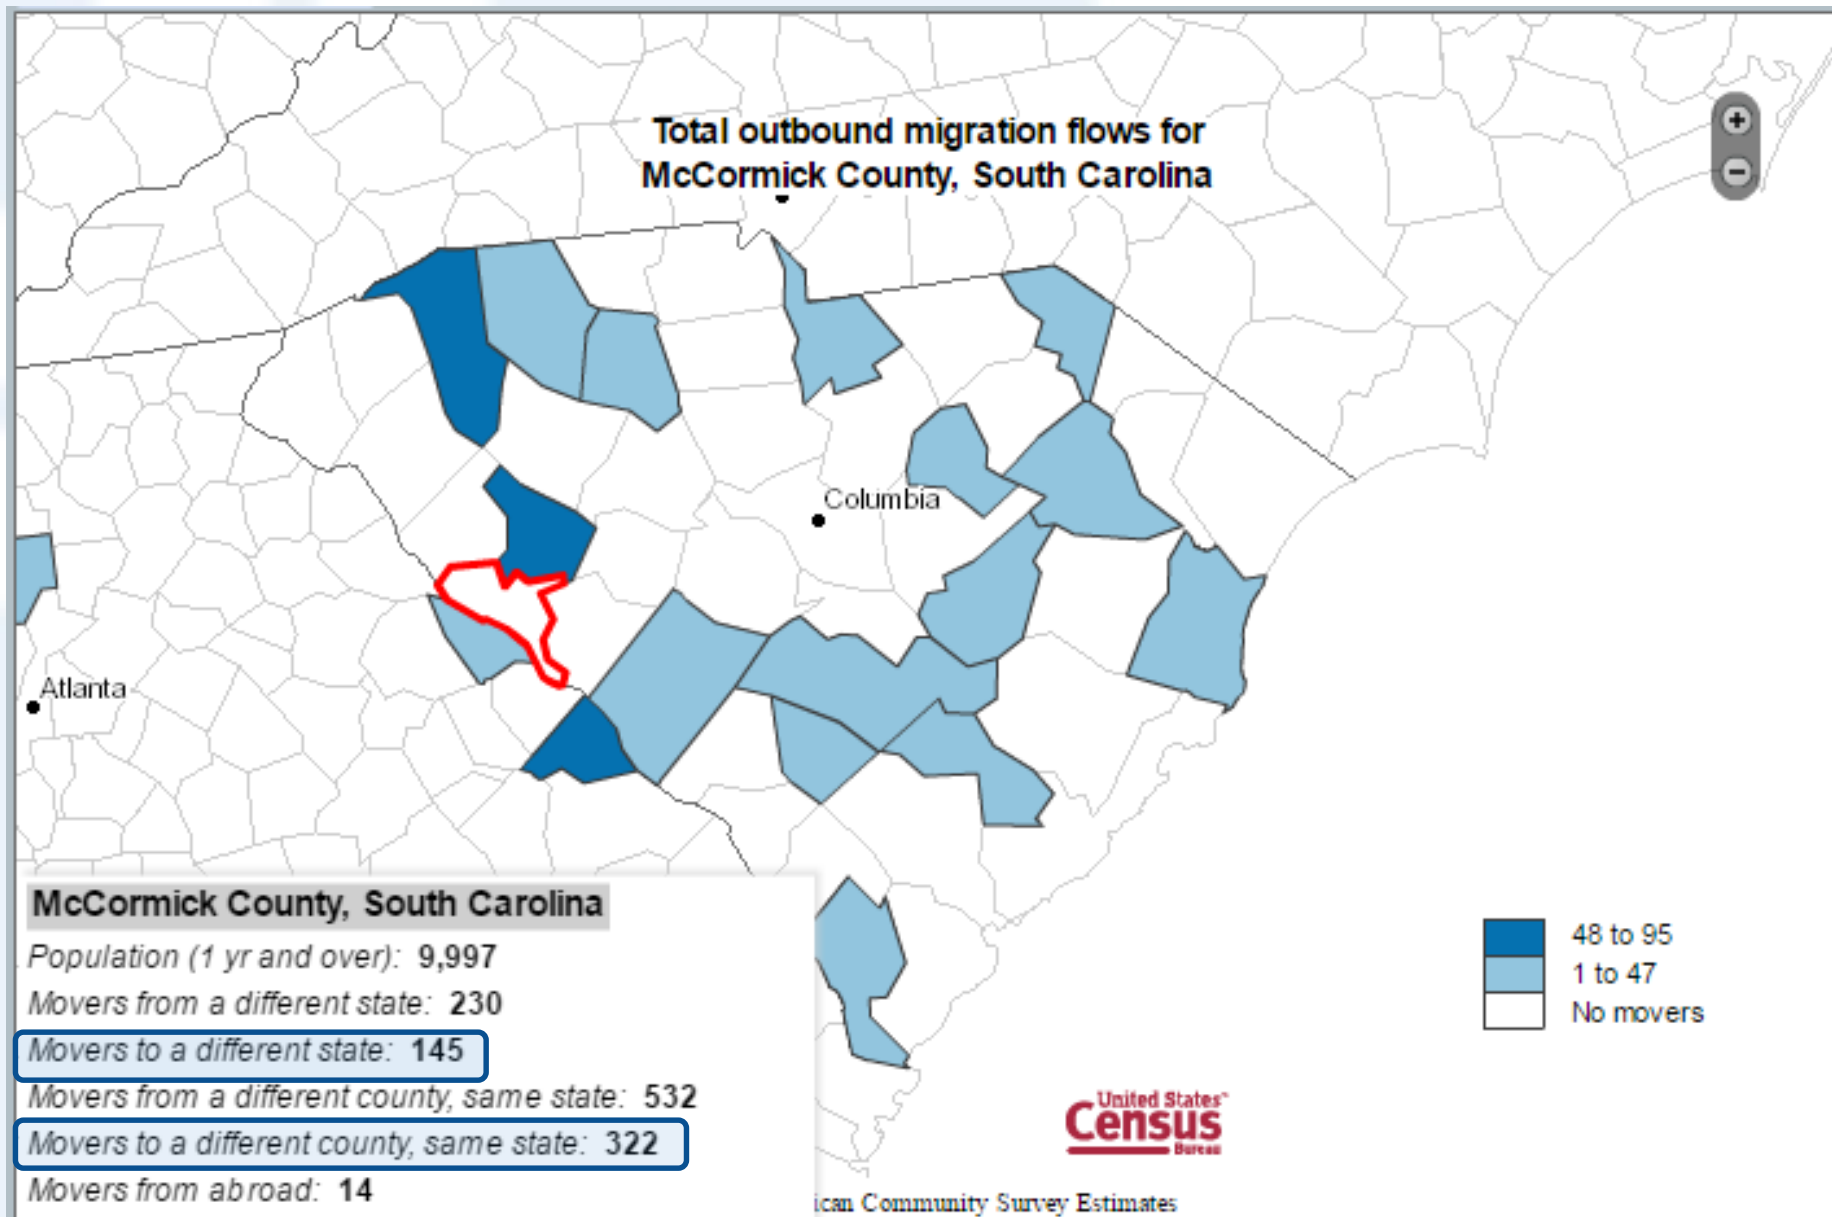 Total outbound migration flows for
McCormick County, South Carolina
+
−
Columbia
Atlanta
McCormick County, South Carolina
Population (1 yr and over): 9,997
Movers from a different state: 230
Movers to a different state: 145
Movers from a different county, same state: 532
Movers to a different county, same state: 322
Movers from abroad: 14
48 to 95
1 to 47
No movers
United States™
Census
Bureau
ican Community Survey Estimates